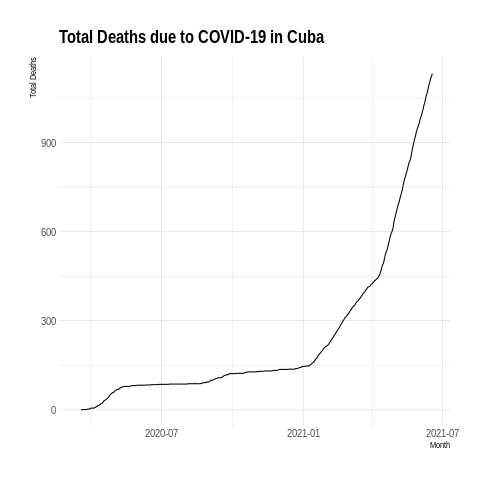 Total Deaths due to COVID-19 in Cuba
Total Deaths
900
600
300
0
2020-07
2021-01
2021-07
Month